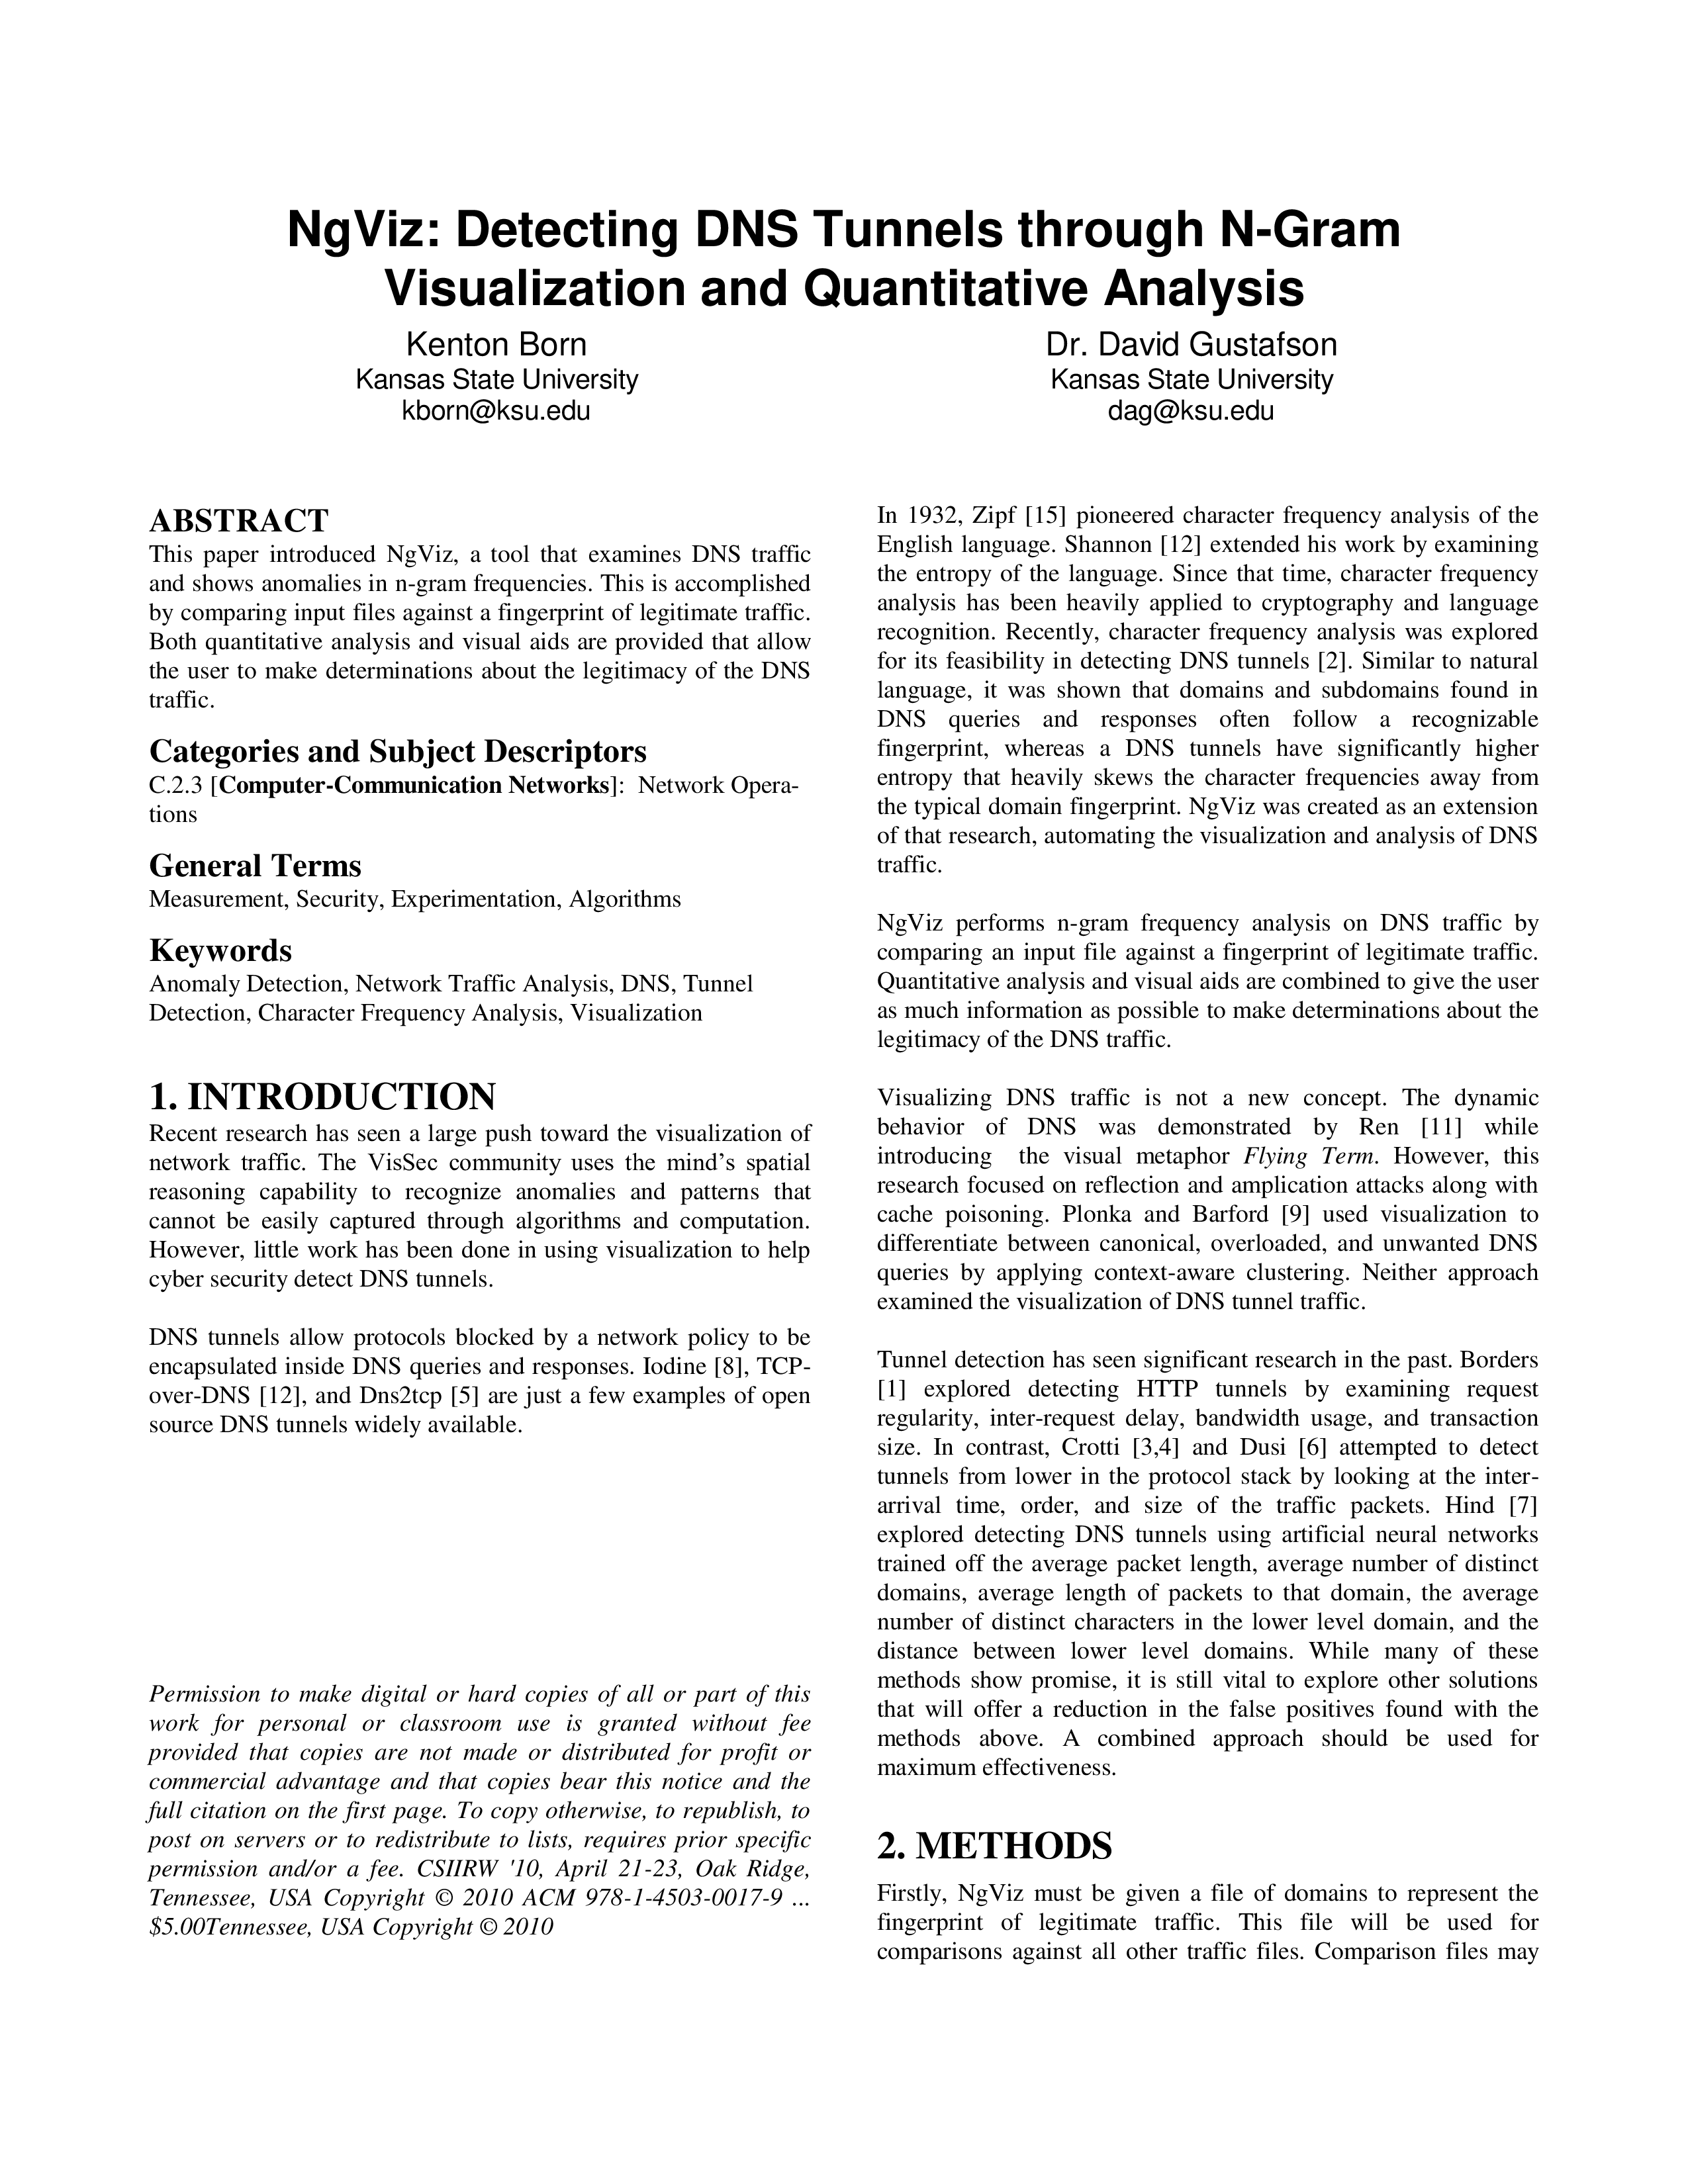 NgViz: Detecting DNS Tunnels through N-Gram
Visualization and Quantitative Analysis
Kenton Born
Kansas State University
kborn@ksu.edu
Dr. David Gustafson
Kansas State University
dag@ksu.edu
ABSTRACT
This paper introduced NgViz, a tool that examines DNS traffic
and shows anomalies in n-gram frequencies. This is accomplished
by comparing input files against a fingerprint of legitimate traffic.
Both quantitative analysis and visual aids are provided that allow
the user to make determinations about the legitimacy of the DNS
traffic.
Categories and Subject Descriptors
C.2.3 [Computer-Communication Networks]:  Network Opera-
tions
General Terms
Measurement, Security, Experimentation, Algorithms
Keywords
Anomaly Detection, Network Traffic Analysis, DNS, Tunnel
Detection, Character Frequency Analysis, Visualization
1. INTRODUCTION
Recent research has seen a large push toward the visualization of
network traffic. The VisSec community uses the mind's spatial
reasoning capability to recognize anomalies and patterns that
cannot be easily captured through algorithms and computation.
However, little work has been done in using visualization to help
cyber security detect DNS tunnels.
DNS tunnels allow protocols blocked by a network policy to be
encapsulated inside DNS queries and responses. Iodine [8], TCP-
over-DNS [12], and Dns2tcp [5] are just a few examples of open
source DNS tunnels widely available.
Permission to make digital or hard copies of all or part of this
work for personal or classroom use is granted without fee
provided that copies are not made or distributed for profit or
commercial advantage and that copies bear this notice and the
full citation on the first page. To copy otherwise, to republish, to
post on servers or to redistribute to lists, requires prior specific
permission and/or a fee. CSIIRW '10, April 21-23, Oak Ridge,
Tennessee, USA Copyright © 2010 ACM 978-1-4503-0017-9 ...
$5.00Tennessee, USA Copyright © 2010
In 1932, Zipf [15] pioneered character frequency analysis of the
English language. Shannon [12] extended his work by examining
the entropy of the language. Since that time, character frequency
analysis has been heavily applied to cryptography and language
recognition. Recently, character frequency analysis was explored
for its feasibility in detecting DNS tunnels [2]. Similar to natural
language, it was shown that domains and subdomains found in
DNS queries and responses often follow a recognizable
fingerprint, whereas a DNS tunnels have significantly higher
entropy that heavily skews the character frequencies away from
the typical domain fingerprint. NgViz was created as an extension
of that research, automating the visualization and analysis of DNS
traffic.
NgViz performs n-gram frequency analysis on DNS traffic by
comparing an input file against a fingerprint of legitimate traffic.
Quantitative analysis and visual aids are combined to give the user
as much information as possible to make determinations about the
legitimacy of the DNS traffic.
Visualizing DNS traffic is not a new concept. The dynamic
behavior of DNS was demonstrated by Ren [11] while
introducing  the visual metaphor Flying Term. However, this
research focused on reflection and amplication attacks along with
cache poisoning. Plonka and Barford [9] used visualization to
differentiate between canonical, overloaded, and unwanted DNS
queries by applying context-aware clustering. Neither approach
examined the visualization of DNS tunnel traffic.
Tunnel detection has seen significant research in the past. Borders
[1] explored detecting HTTP tunnels by examining request
regularity, inter-request delay, bandwidth usage, and transaction
size. In contrast, Crotti [3,4] and Dusi [6] attempted to detect
tunnels from lower in the protocol stack by looking at the inter-
arrival time, order, and size of the traffic packets. Hind [7]
explored detecting DNS tunnels using artificial neural networks
trained off the average packet length, average number of distinct
domains, average length of packets to that domain, the average
number of distinct characters in the lower level domain, and the
distance between lower level domains. While many of these
methods show promise, it is still vital to explore other solutions
that will offer a reduction in the false positives found with the
methods above. A combined approach should be used for
maximum effectiveness.
2. METHODS
Firstly, NgViz must be given a file of domains to represent the
fingerprint of legitimate traffic. This file will be used for
comparisons against all other traffic files. Comparison files may